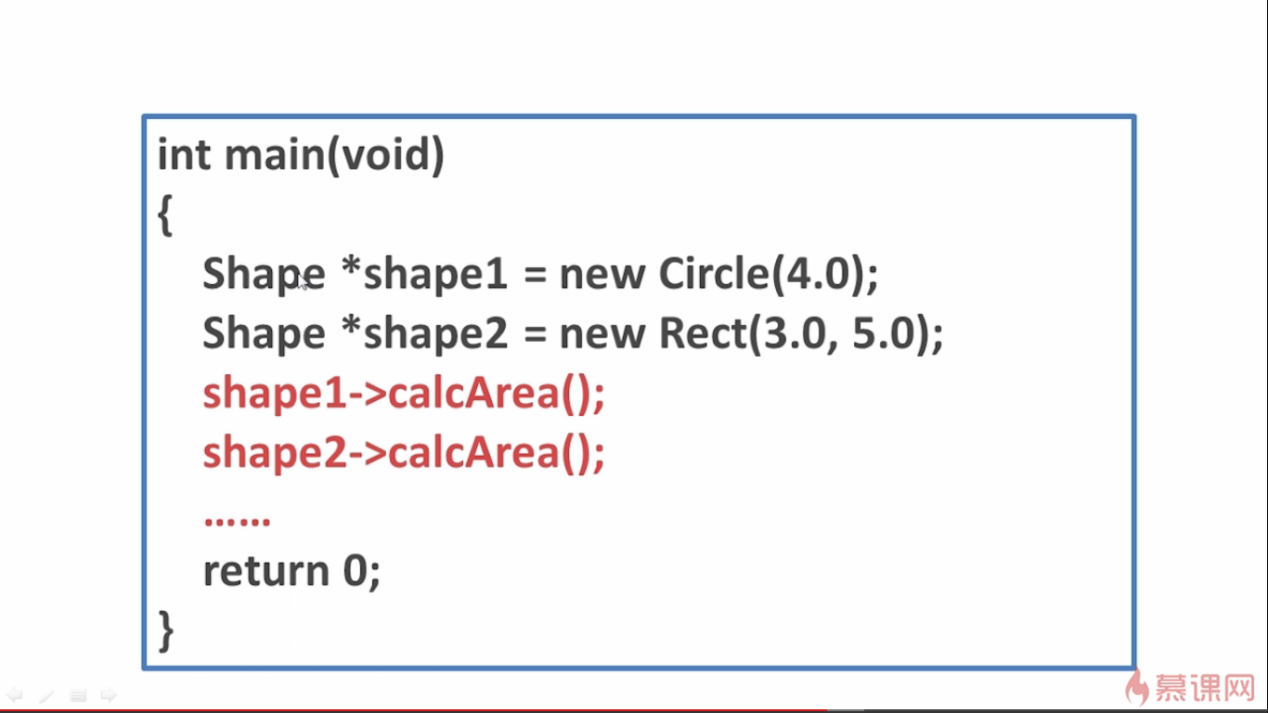 int main(void)
{
Shape *shape1 = new Circle(4.0);
Shape *shape2 = new Rect(3.0, 5.0);
shape1->calcArea();
shape2->calcArea();
......
return 0;
}
慕课网